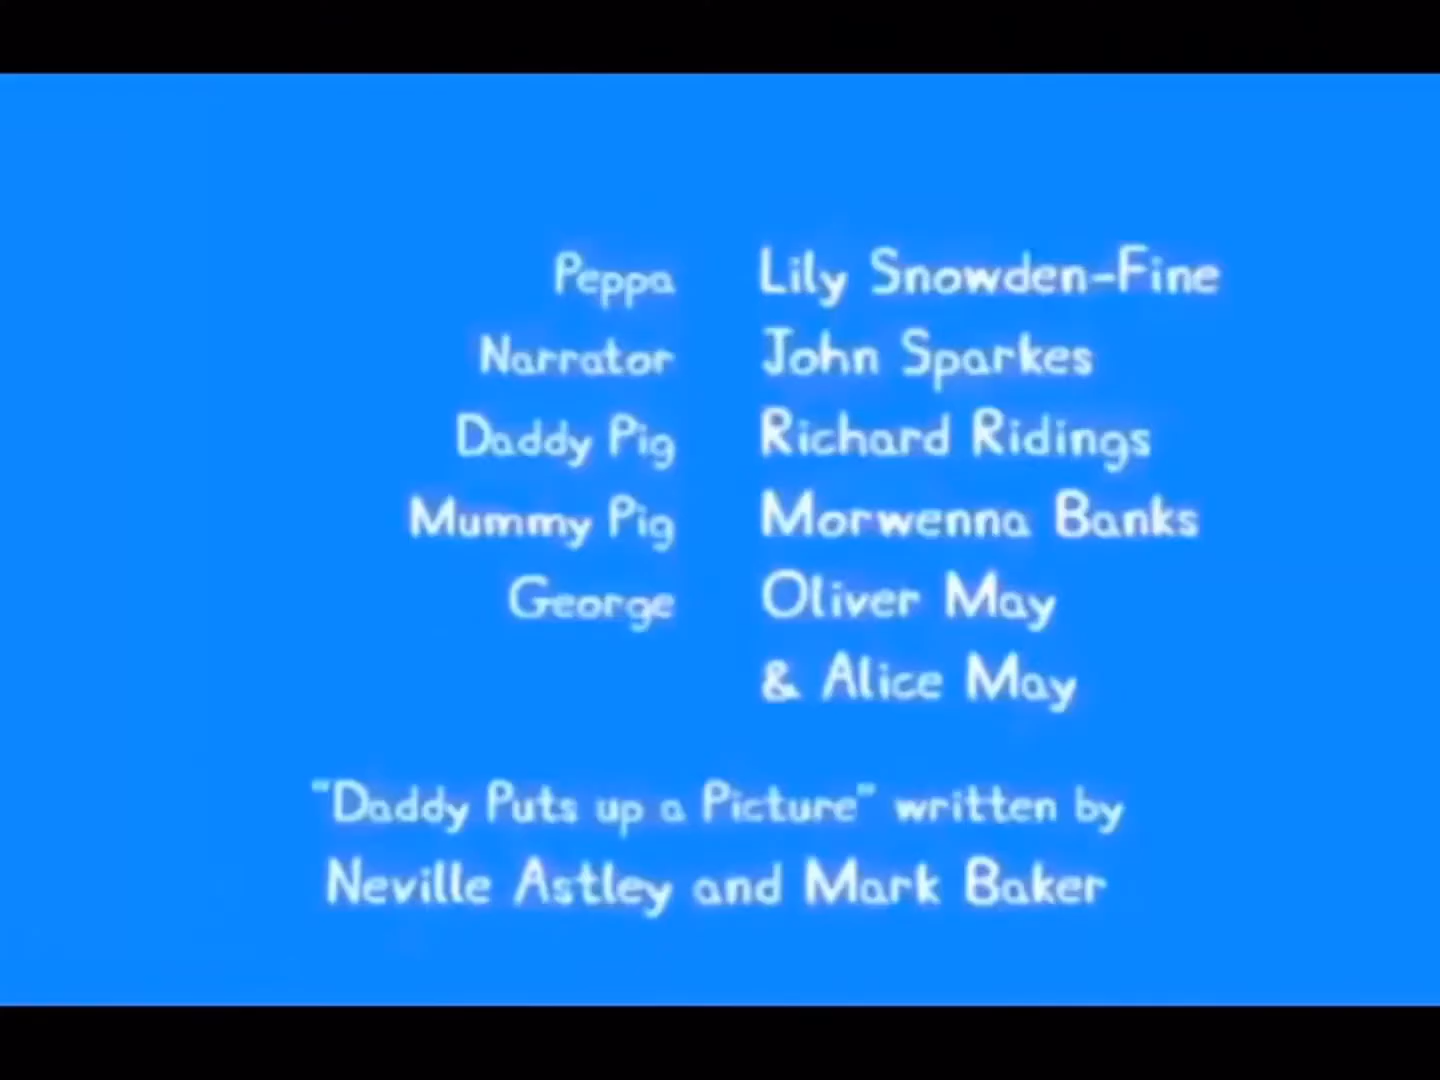 Peppa Lily Snowden-Fine
Narrator John Sparkes
Daddy Pig Richard Ridings
Mummy Pig Morwenna Banks
George Oliver May
& Alice May
"Daddy Puts up a Picture" written by
Neville Astley and Mark Baker